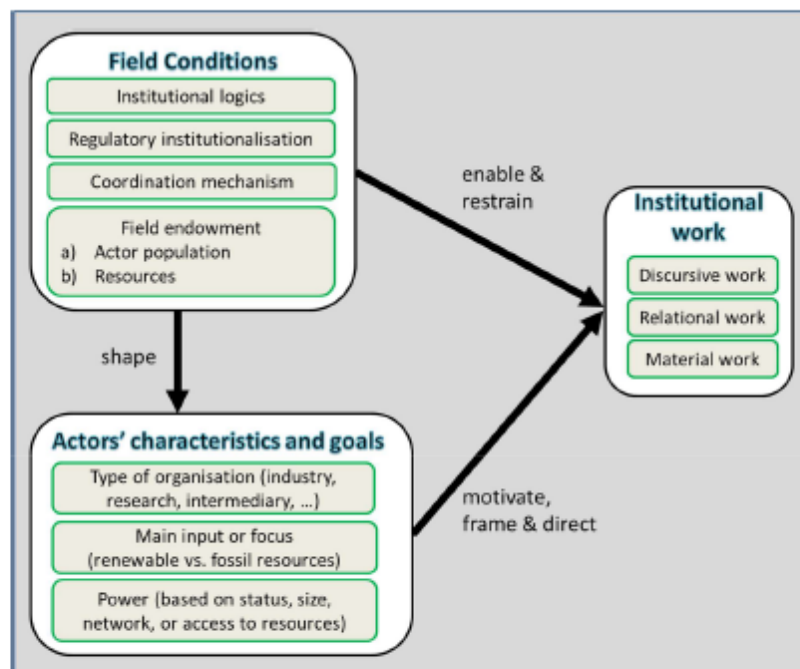 Field Conditions
Institutional logics
Regulatory institutionalisation
Coordination mechanism
Field endowment
a) Actor population
b) Resources
enable &
restrain
Institutional
work
Discursive work
Relational work
Material work
shape
Actors' characteristics and goals
Type of organisation (industry,
research, intermediary, ...)
Main input or focus
(renewable vs. fossil resources)
Power (based on status, size,
network, or access to resources)
motivate,
frame & direct